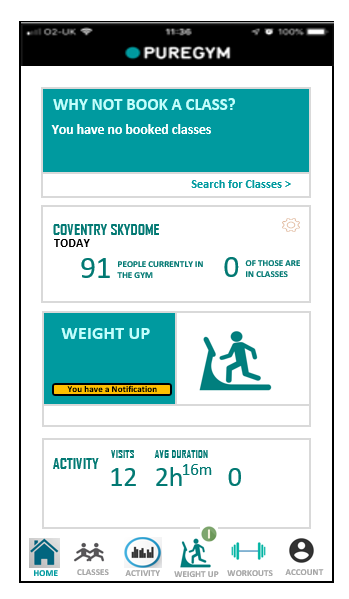 O2-UK 11:36 100%
PUREGYM
WHY NOT BOOK A CLASS?
You have no booked classes
Search for Classes >
COVENTRY SKYDOME
TODAY
91 PEOPLE CURRENTLY IN THE GYM 0 OF THOSE ARE IN CLASSES
WEIGHT UP
You have a Notification
ACTIVITY
VISITS AVG DURATION
12 2h16m 0
HOME CLASSES ACTIVITY WEIGHT UP WORKOUTS ACCOUNT